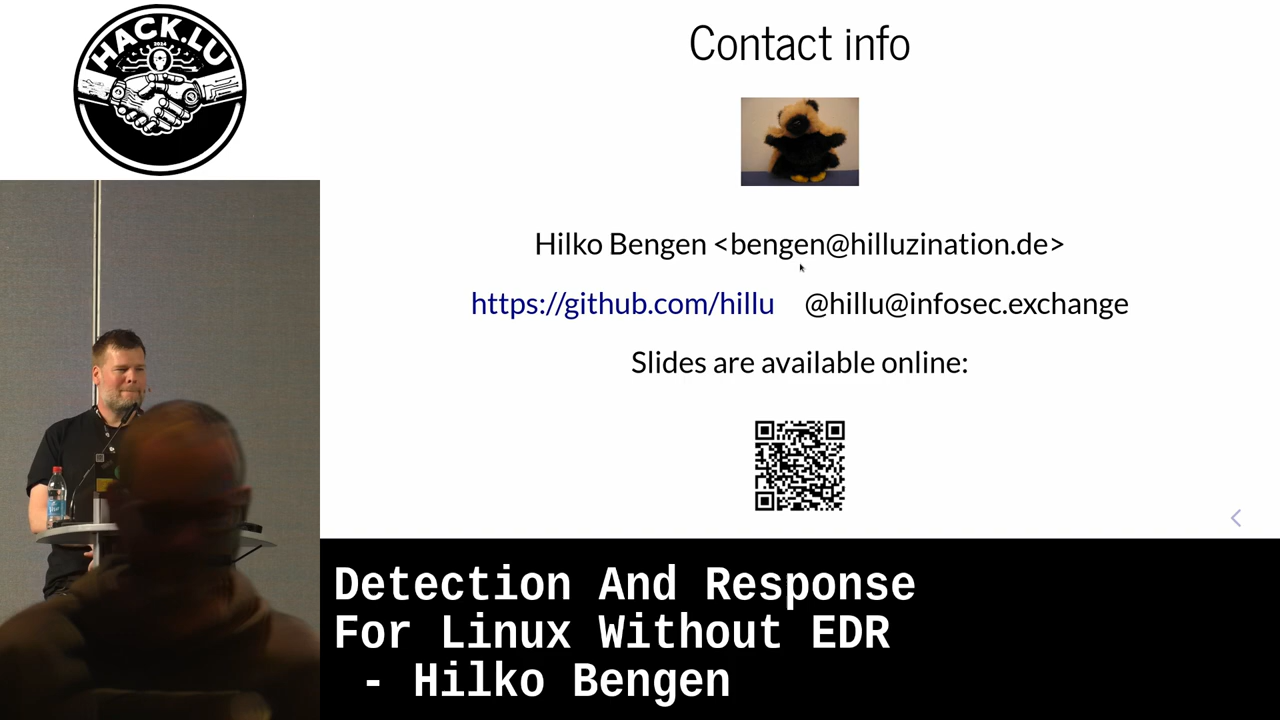 HACK.LU
2024
Contact info
Hilko Bengen <bengen@hilluzination.de>
https://github.com/hillu @hillu@infosec.exchange
Slides are available online:
Detection And Response
For Linux Without EDR
- Hilko Bengen